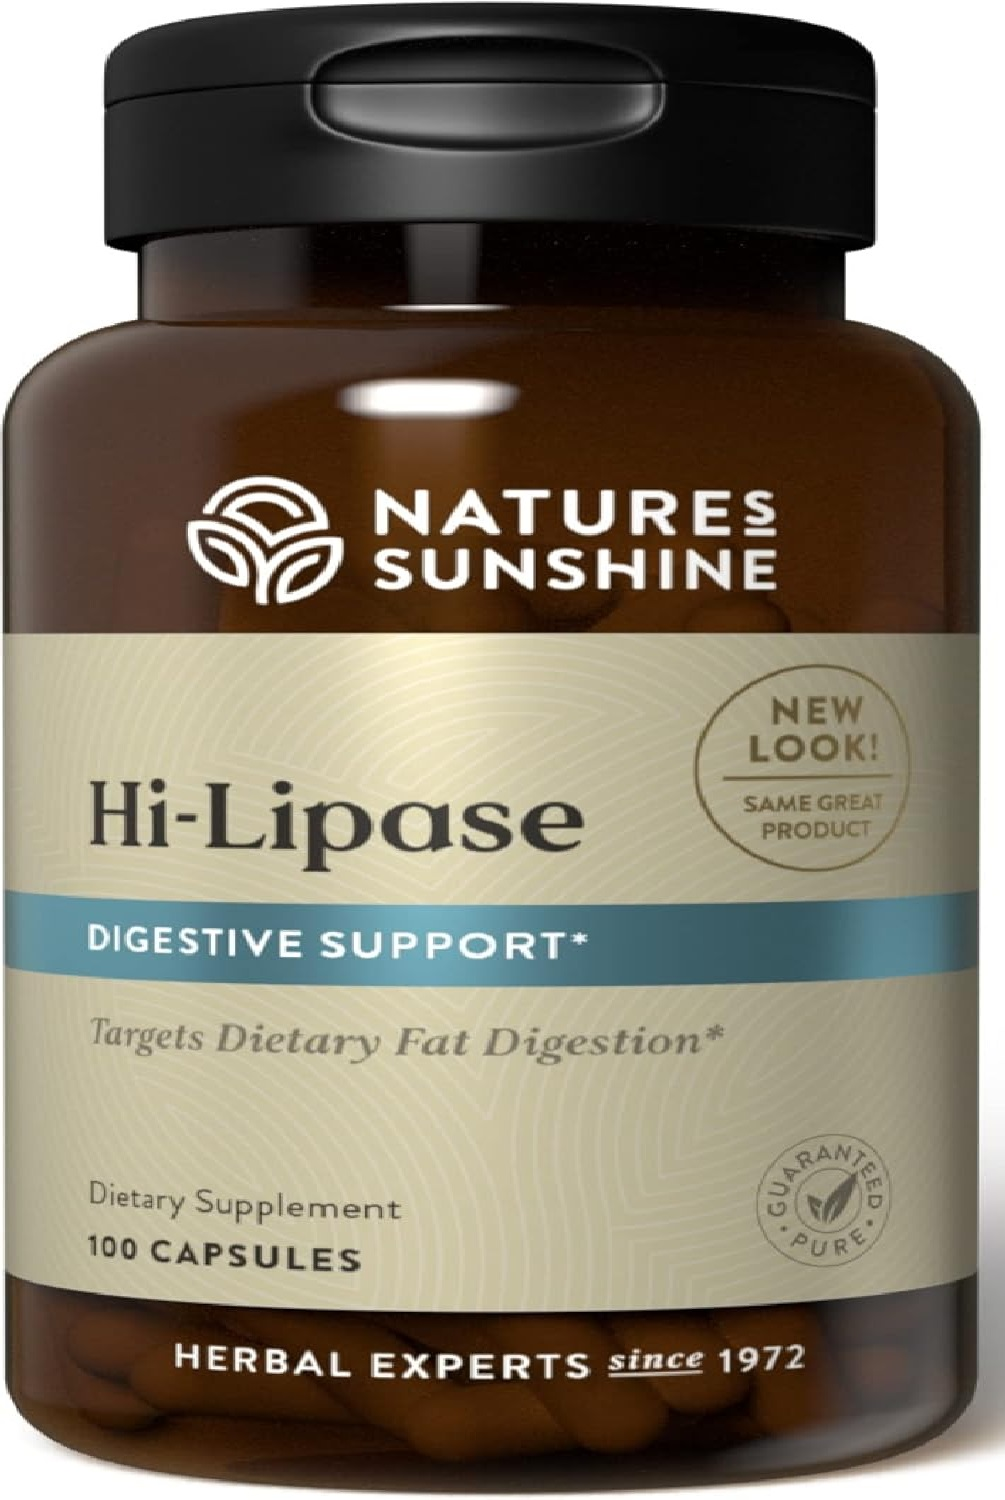 NATURES
SUNSHINE
NEW
LOOK!
SAME GREAT
PRODUCT
Hi-Lipase
DIGESTIVE SUPPORT*
Targets Dietary Fat Digestion*
Dietary Supplement
100 CAPSULES
GUARANTEED
• PURE •
HERBAL EXPERTS since 1972